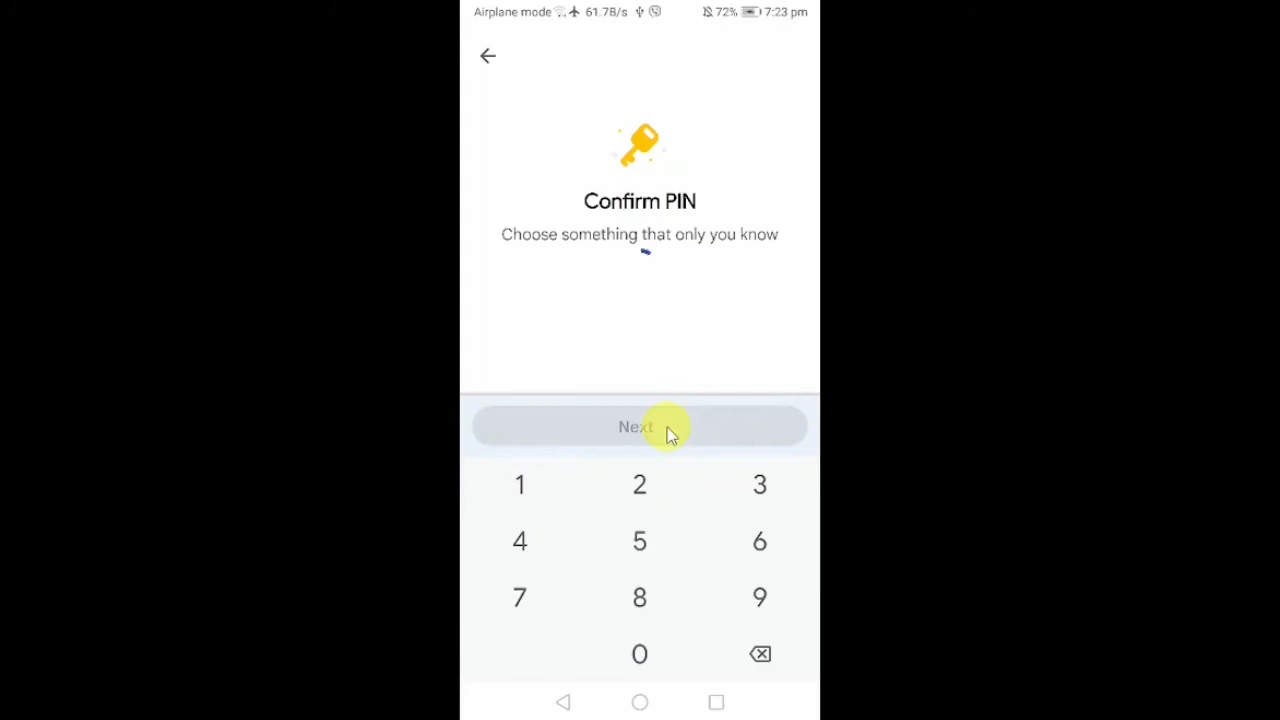 Airplane mode 61.7B/s 72% 7:23 pm
Confirm PIN
Choose something that only you know
Next
1 2 3
4 5 6
7 8 9
0